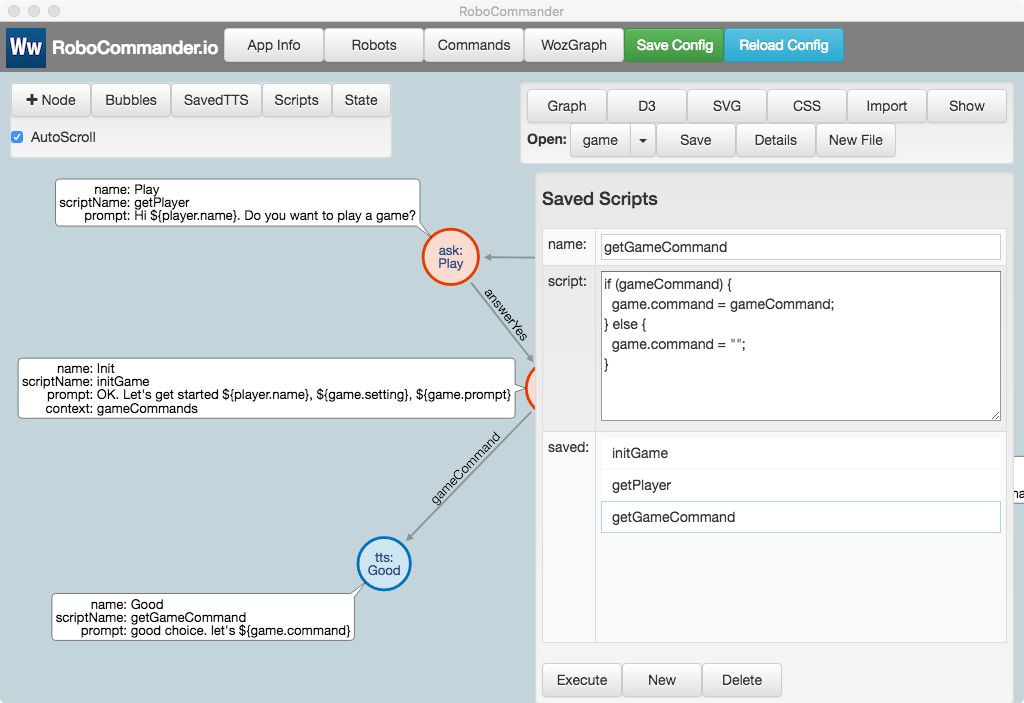 RoboCommander
Ww RoboCommander.io App Info Robots Commands WozGraph Save Config Reload Config
+ Node Bubbles SavedTTS Scripts State
AutoScroll
Graph D3 SVG CSS Import Show
Open: game Save Details New File
name: Play
scriptName: getPlayer
prompt: Hi ${player.name}. Do you want to play a game?
ask:
Play
answerYes
name: Init
scriptName: initGame
prompt: OK. Let's get started ${player.name}, ${game.setting}, ${game.prompt}
context: gameCommands
gameCommand
tts:
Good
name: Good
scriptName: getGameCommand
prompt: good choice. let's ${game.command}
Saved Scripts
name: getGameCommand
script: if (gameCommand) {
game.command = gameCommand;
} else {
game.command = "";
}
saved: initGame
getPlayer
getGameCommand
Execute New Delete